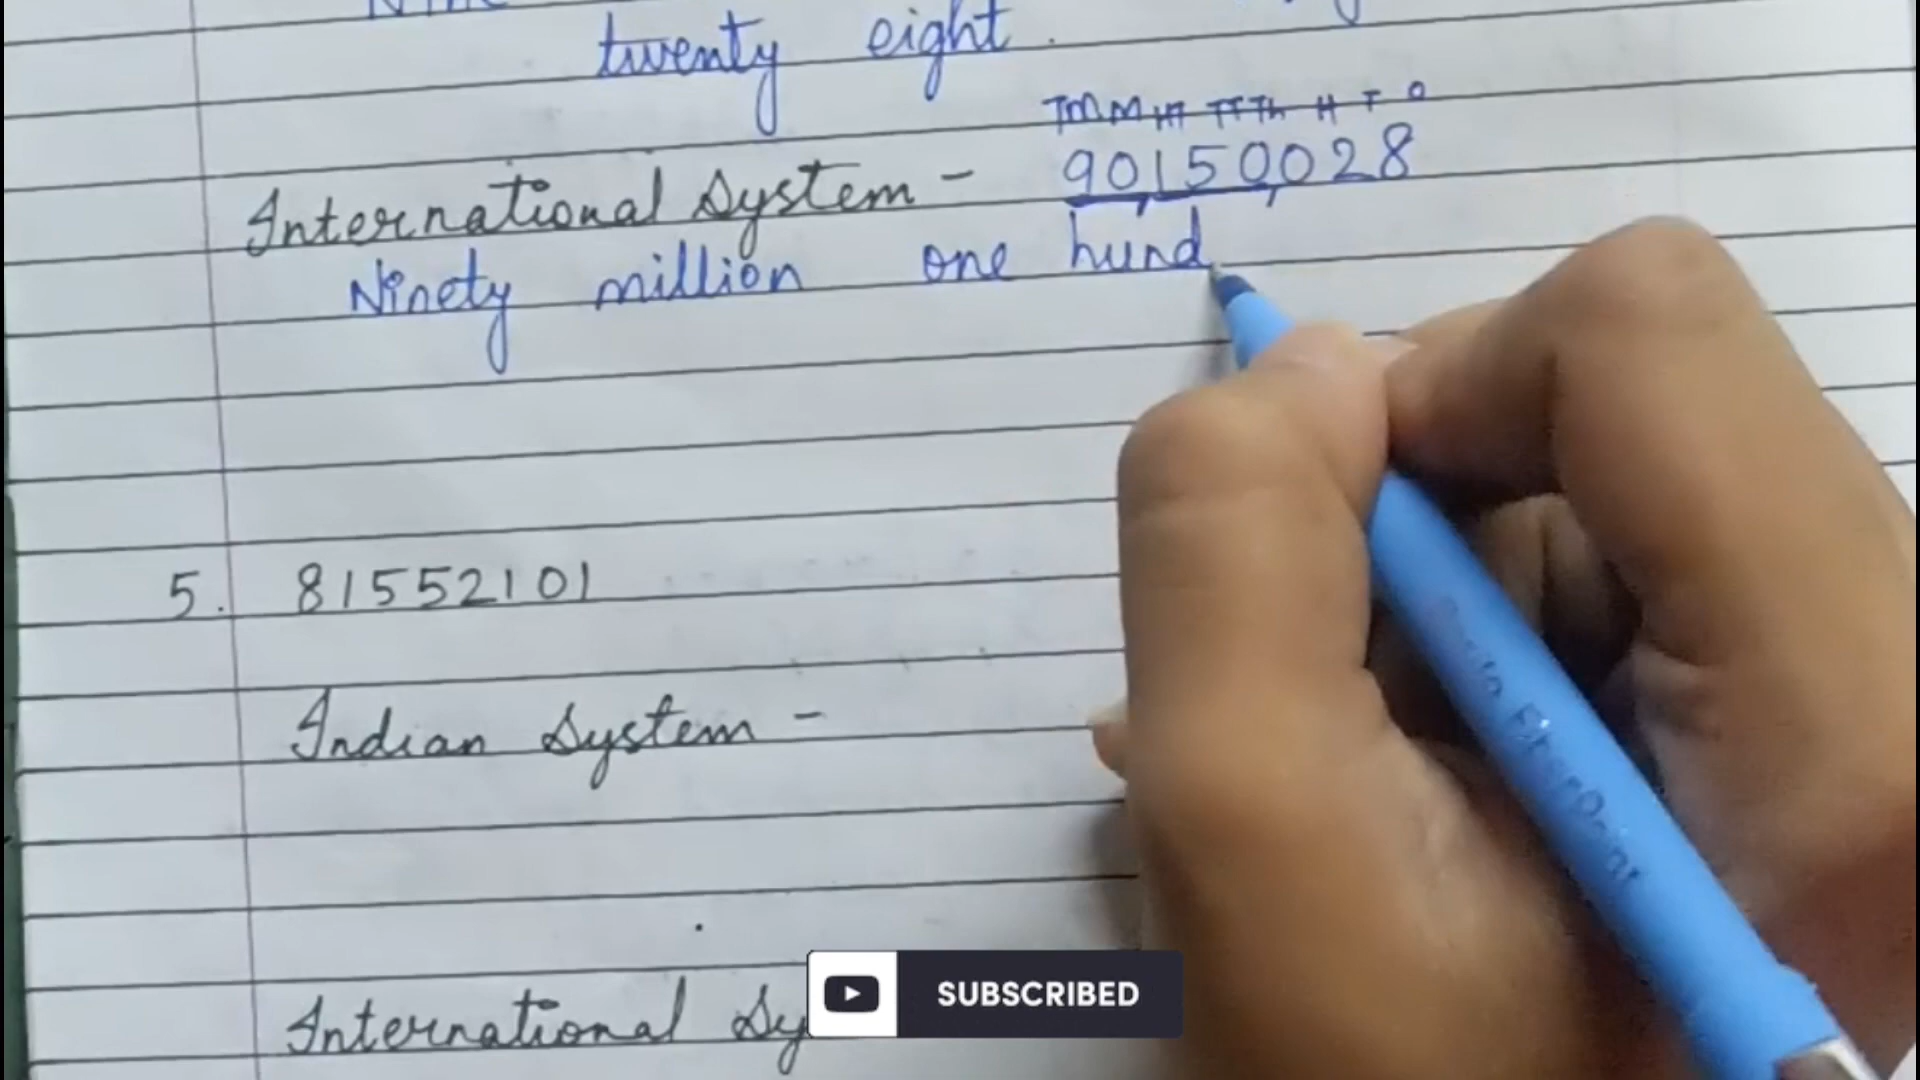 twenty eight.
TM M HT TTh Th H T O
International System - 90,150,028
Ninety million one hund
5. 81552101
Indian System -
International Sy
SUBSCRIBED